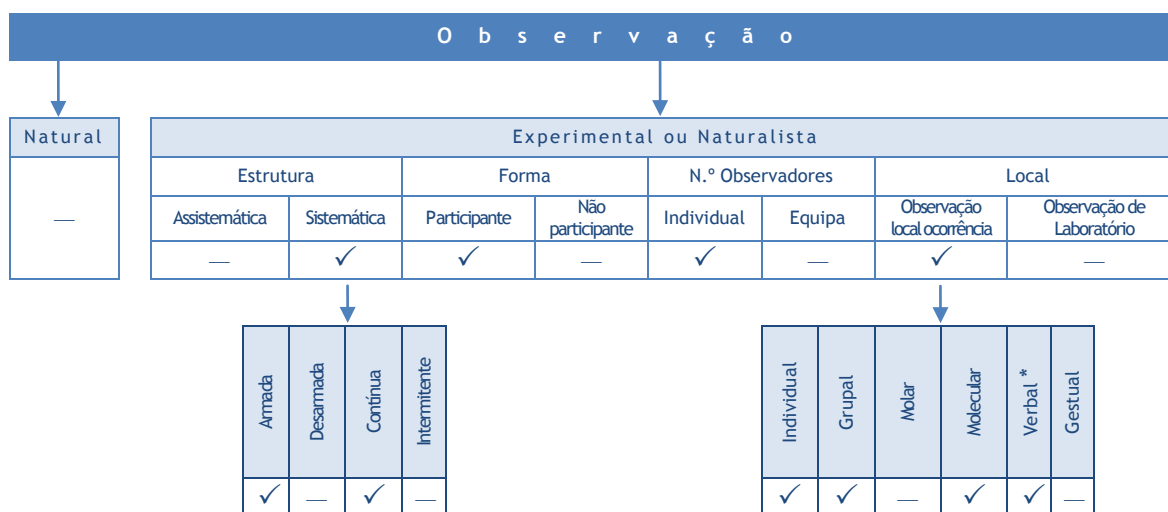 Observação
Natural
Experimental ou Naturalista
Estrutura Forma N.º Observadores Local
Assistemática Sistemática Participante Não participante Individual Equipa Observação local ocorrência Observação de Laboratório
— — ✓ ✓ — ✓ — ✓ —
Armada Desarmada Contínua Intermitente
✓ — ✓ —
Individual Grupal Molar Molecular Verbal * Gestual
✓ ✓ — ✓ ✓ —